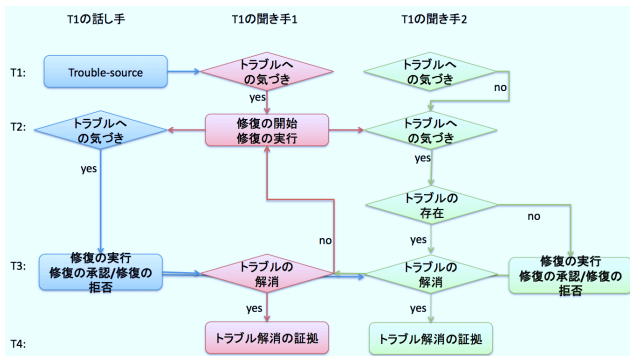 T1の話し手
T1の聞き手1
T1の聞き手2
T1:
Trouble-source
トラブルへ
の気づき
トラブルへ
の気づき
yes
no
T2:
トラブルへ
の気づき
修復の開始
修復の実行
トラブルへ
の気づき
yes
yes
トラブルの
存在
no
no
yes
T3:
修復の実行
修復の承認/修復の
拒否
トラブルの
解消
トラブルの
解消
修復の実行
修復の承認/修復の
拒否
yes
yes
トラブル解消の証拠
トラブル解消の証拠
T4: